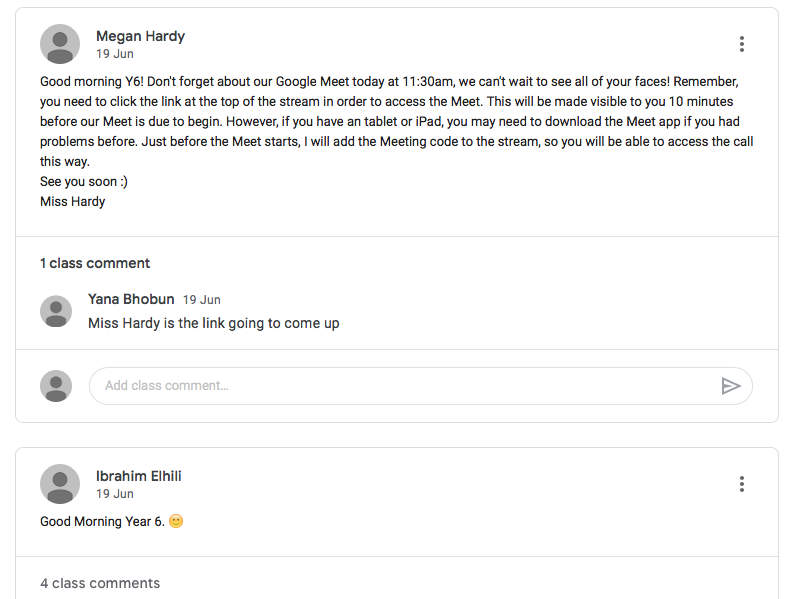 Megan Hardy
19 Jun
Good morning Y6! Don't forget about our Google Meet today at 11:30am, we can't wait to see all of your faces! Remember,
you need to click the link at the top of the stream in order to access the Meet. This will be made visible to you 10 minutes
before our Meet is due to begin. However, if you have an tablet or iPad, you may need to download the Meet app if you had
problems before. Just before the Meet starts, I will add the Meeting code to the stream, so you will be able to access the call
this way.
See you soon :)
Miss Hardy
1 class comment
Yana Bhobun 19 Jun
Miss Hardy is the link going to come up
Add class comment...
Ibrahim Elhili
19 Jun
Good Morning Year 6. 🙂
4 class comments